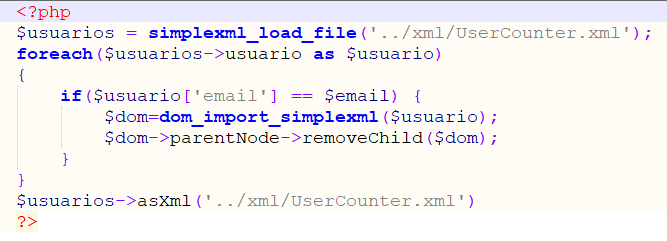 <?php
$usuarios = simplexml_load_file('../xml/UserCounter.xml');
foreach($usuarios->usuario as $usuario)
{
    if($usuario['email'] == $email) {
        $dom=dom_import_simplexml($usuario);
        $dom->parentNode->removeChild($dom);
    }
}
$usuarios->asXml('../xml/UserCounter.xml')
?>